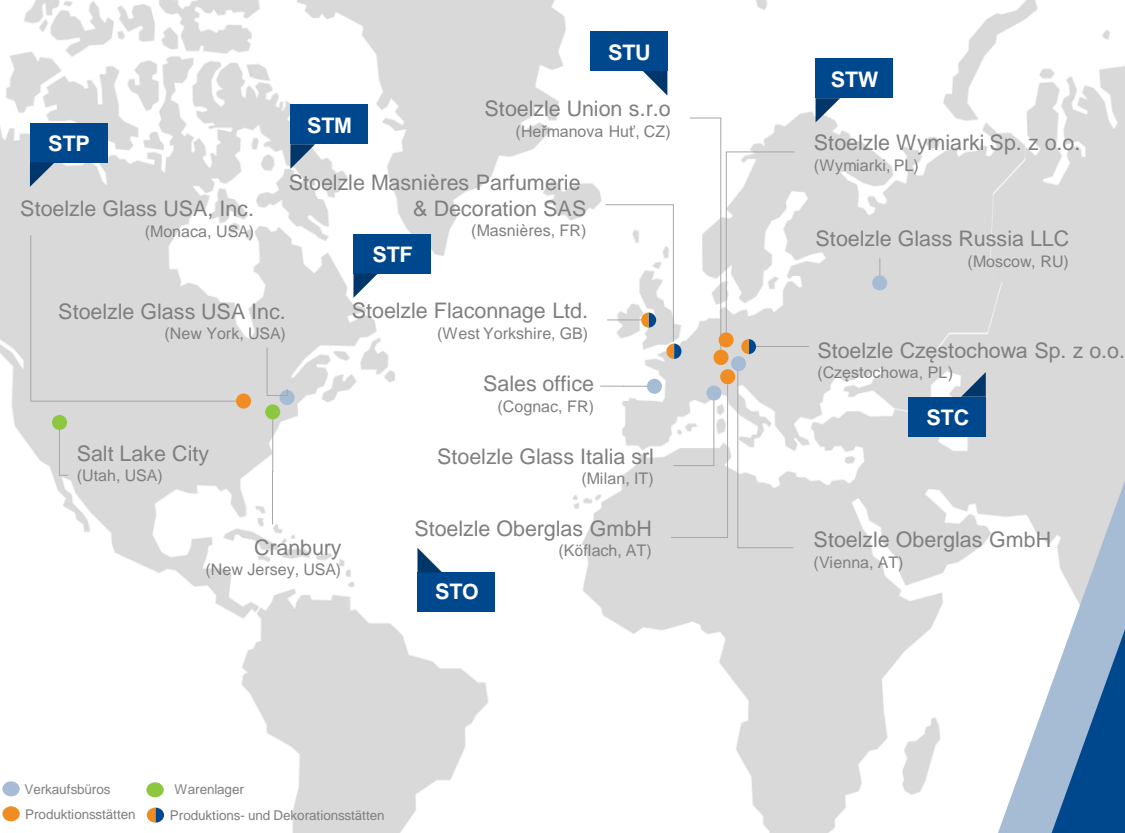 STU
Stoelzle Union s.r.o
(Heřmanova Huť, CZ)
STW
Stoelzle Wymiarki Sp. z o.o.
(Wymiarki, PL)
STP
Stoelzle Glass USA, Inc.
(Monaca, USA)
STM
Stoelzle Masnières Parfumerie
& Decoration SAS
(Masnières, FR)
Stoelzle Glass Russia LLC
(Moscow, RU)
STF
Stoelzle Flaconnage Ltd.
(West Yorkshire, GB)
Stoelzle Glass USA Inc.
(New York, USA)
Stoelzle Częstochowa Sp. z o.o.
(Częstochowa, PL)
STC
Sales office
(Cognac, FR)
Salt Lake City
(Utah, USA)
Stoelzle Glass Italia srl
(Milan, IT)
Stoelzle Oberglas GmbH
(Köflach, AT)
STO
Stoelzle Oberglas GmbH
(Vienna, AT)
Cranbury
(New Jersey, USA)
Verkaufsbüros
Warenlager
Produktionsstätten
Produktions- und Dekorationsstätten